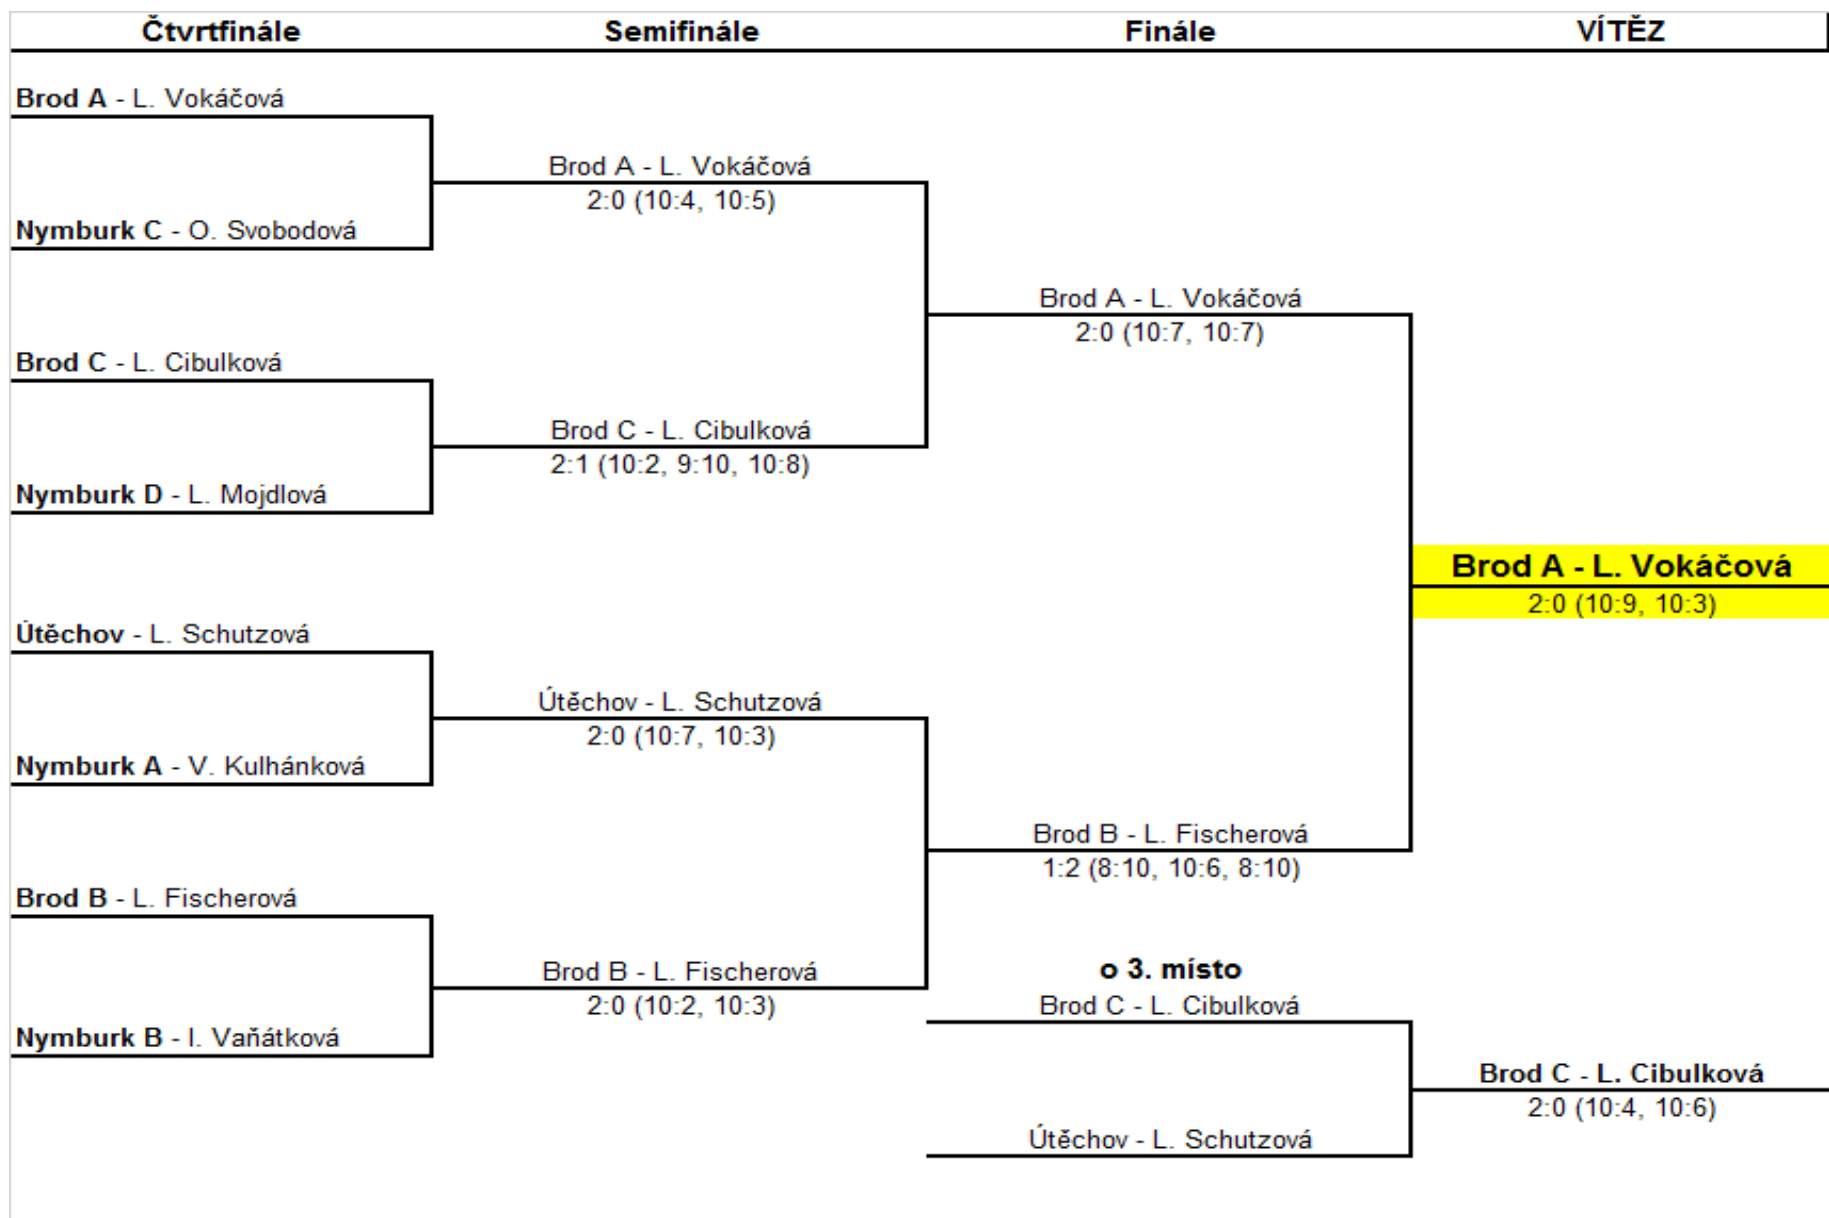 Čtvrtfinále Semifinále Finále VÍTĚZ
Brod A - L. Vokáčová
Brod A - L. Vokáčová
2:0 (10:4, 10:5)
Nymburk C - O. Svobodová
Brod A - L. Vokáčová
2:0 (10:7, 10:7)
Brod C - L. Cibulková
Brod C - L. Cibulková
2:1 (10:2, 9:10, 10:8)
Nymburk D - L. Mojdlová
Brod A - L. Vokáčová
2:0 (10:9, 10:3)
Útěchov - L. Schutzová
Útěchov - L. Schutzová
2:0 (10:7, 10:3)
Nymburk A - V. Kulhánková
Brod B - L. Fischerová
1:2 (8:10, 10:6, 8:10)
Brod B - L. Fischerová
Brod B - L. Fischerová
2:0 (10:2, 10:3)
Nymburk B - I. Vaňátková
o 3. místo
Brod C - L. Cibulková
Brod C - L. Cibulková
2:0 (10:4, 10:6)
Útěchov - L. Schutzová